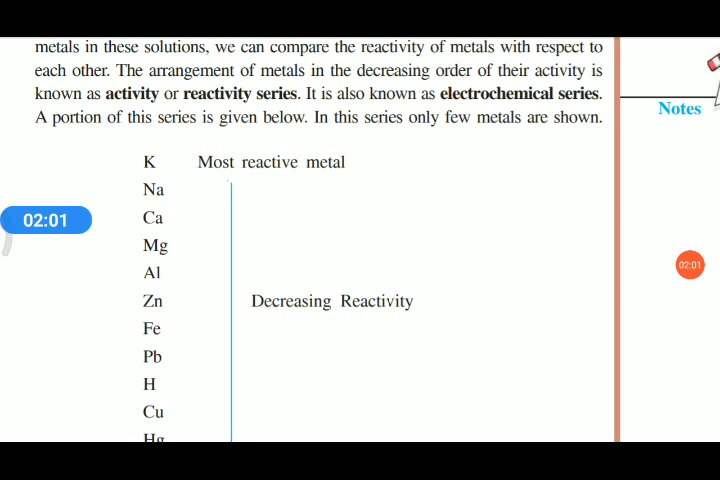 metals in these solutions, we can compare the reactivity of metals with respect to
each other. The arrangement of metals in the decreasing order of their activity is
known as activity or reactivity series. It is also known as electrochemical series.
A portion of this series is given below. In this series only few metals are shown.
Notes
K Most reactive metal
Na
02:01
Ca
Mg
02:01
Al
Zn Decreasing Reactivity
Fe
Pb
H
Cu
Hg